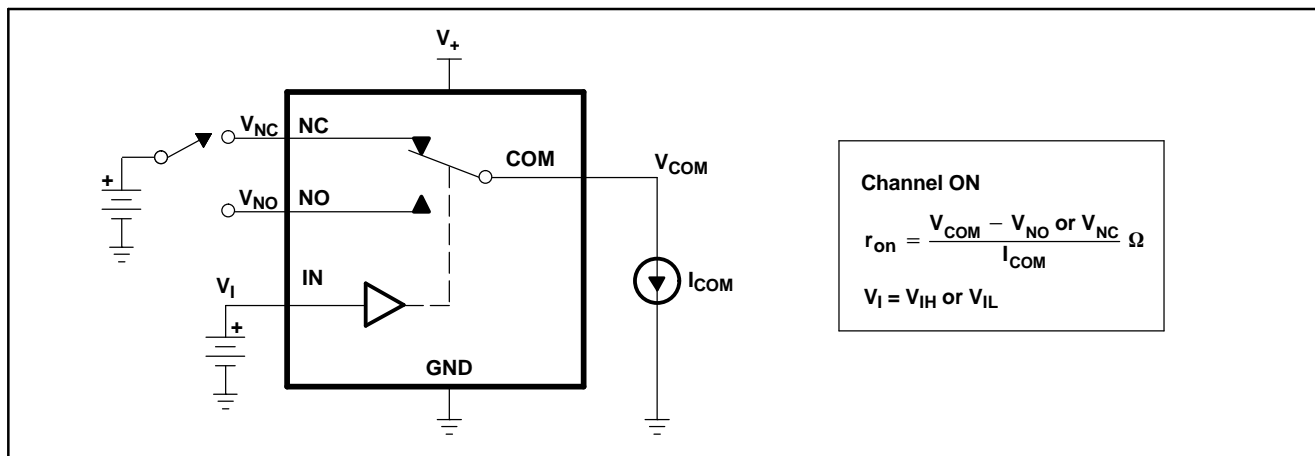 V+
VNC NC
COM
VCOM
VNO NO
+
VI IN
ICOM
+
GND
Channel ON
ron = VCOM − VNO or VNC / ICOM Ω
VI = VIH or VIL